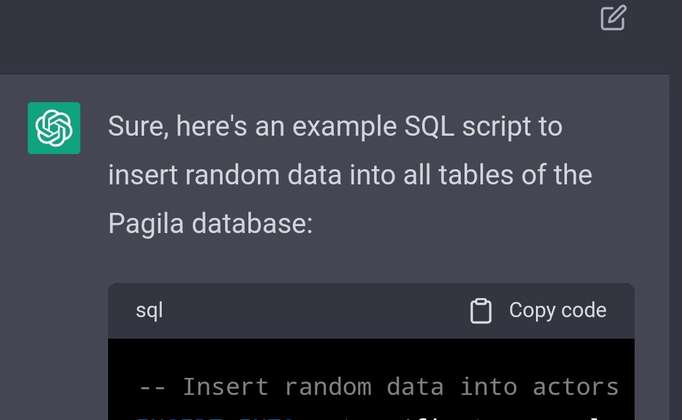 Sure, here's an example SQL script to
insert random data into all tables of the
Pagila database:
sql Copy code
-- Insert random data into actors